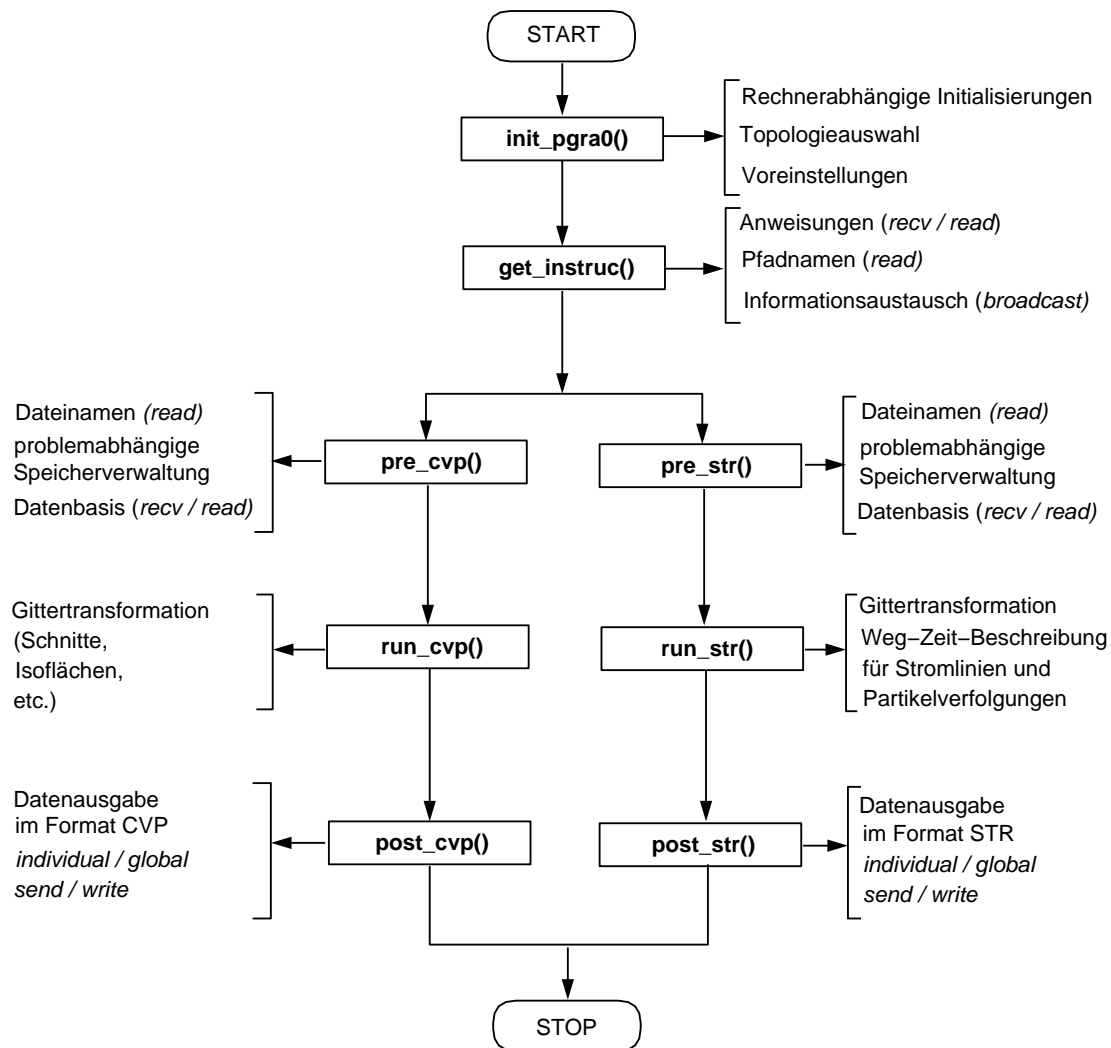 START
init_pgra0()
Rechnerabhängige Initialisierungen
Topologieauswahl
Voreinstellungen
get_instruc()
Anweisungen (recv / read)
Pfadnamen (read)
Informationsaustausch (broadcast)
Dateinamen (read)
problemabhängige
Speicherverwaltung
Datenbasis (recv / read)
pre_cvp()
pre_str()
Dateinamen (read)
problemabhängige
Speicherverwaltung
Datenbasis (recv / read)
Gittertransformation
(Schnitte,
Isoflächen,
etc.)
run_cvp()
run_str()
Gittertransformation
Weg−Zeit−Beschreibung
für Stromlinien und
Partikelverfolgungen
Datenausgabe
im Format CVP
individual / global
send / write
post_cvp()
post_str()
Datenausgabe
im Format STR
individual / global
send / write
STOP